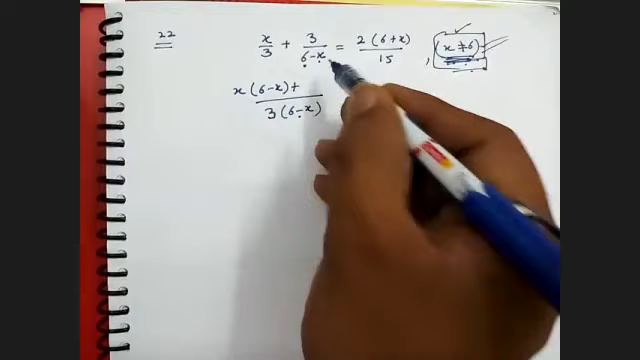 22
x/3 + 3/(6-x) = 2(6+x)/15 , (x≠6)
x(6-x)+ / 3(6-x)